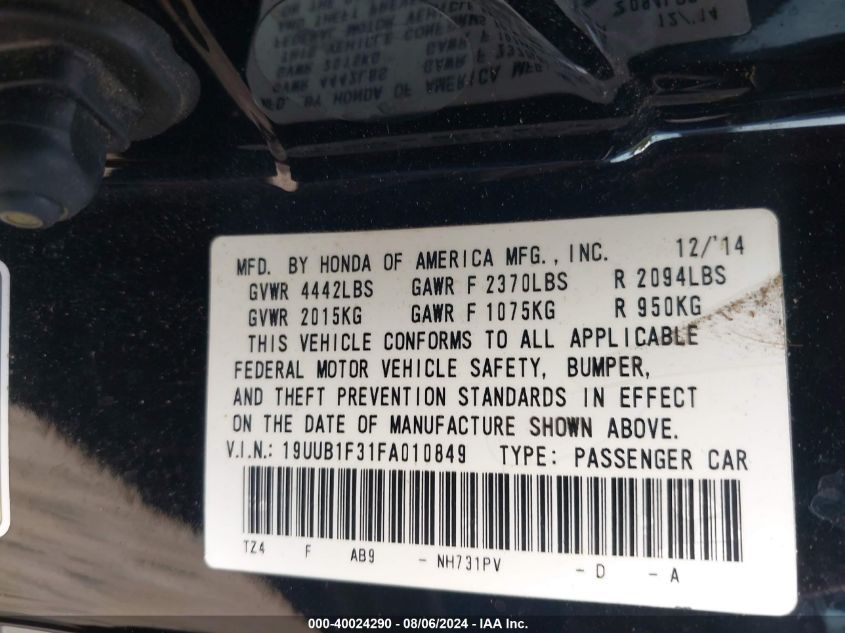 MFD. BY HONDA OF AMERICA MFG., INC. 12/'14
GVWR 4442LBS GAWR F 2370LBS R 2094LBS
GVWR 2015KG GAWR F 1075KG R 950KG
THIS VEHICLE CONFORMS TO ALL APPLICABLE
FEDERAL MOTOR VEHICLE SAFETY, BUMPER,
AND THEFT PREVENTION STANDARDS IN EFFECT
ON THE DATE OF MANUFACTURE SHOWN ABOVE.
V.I.N.: 19UUB1F31FA010849 TYPE: PASSENGER CAR
TZ4 F AB9 - NH731PV - D - A
000-40024290 - 08/06/2024 - IAA Inc.